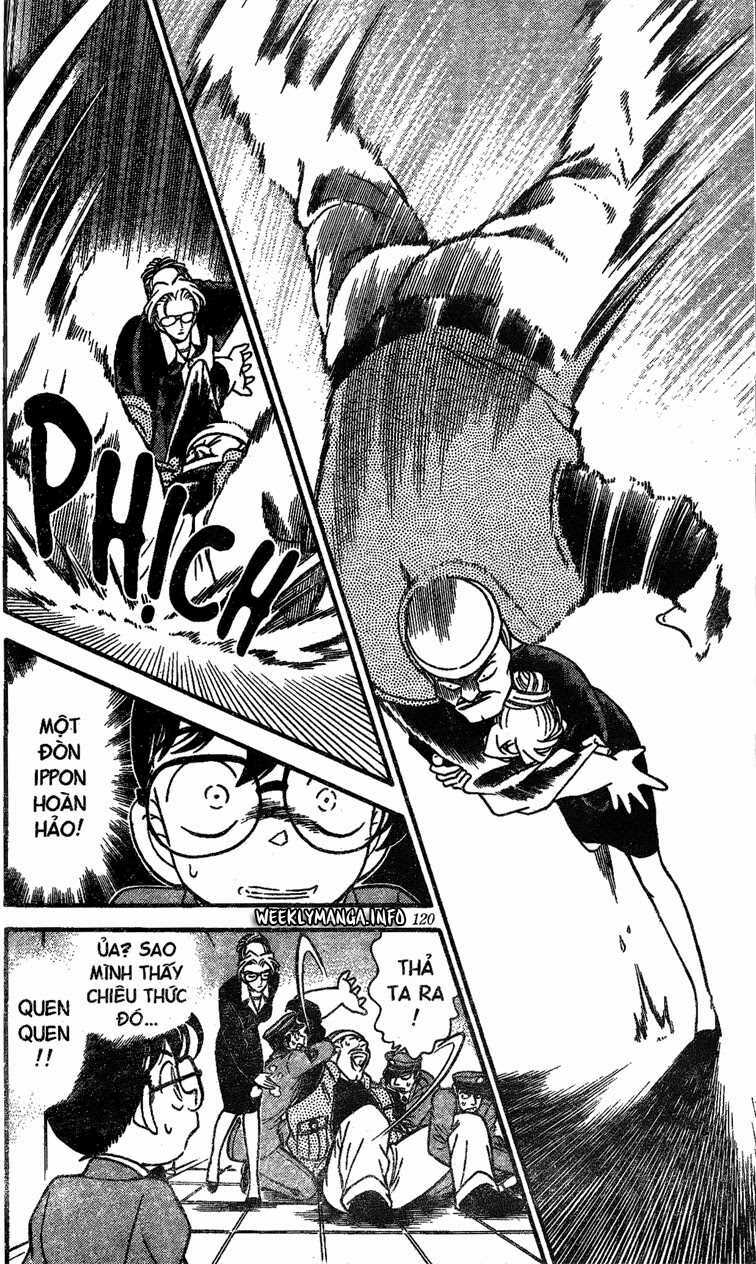 PHỊCH
MỘT
ĐÒN
IPPON
HOÀN
HẢO!
WEEKLYMANGA.INFO 120
ỦA? SAO
MÌNH THẤY
CHIÊU THỨC
ĐÓ...
QUEN
QUEN
!!
THẢ
TA RA
!